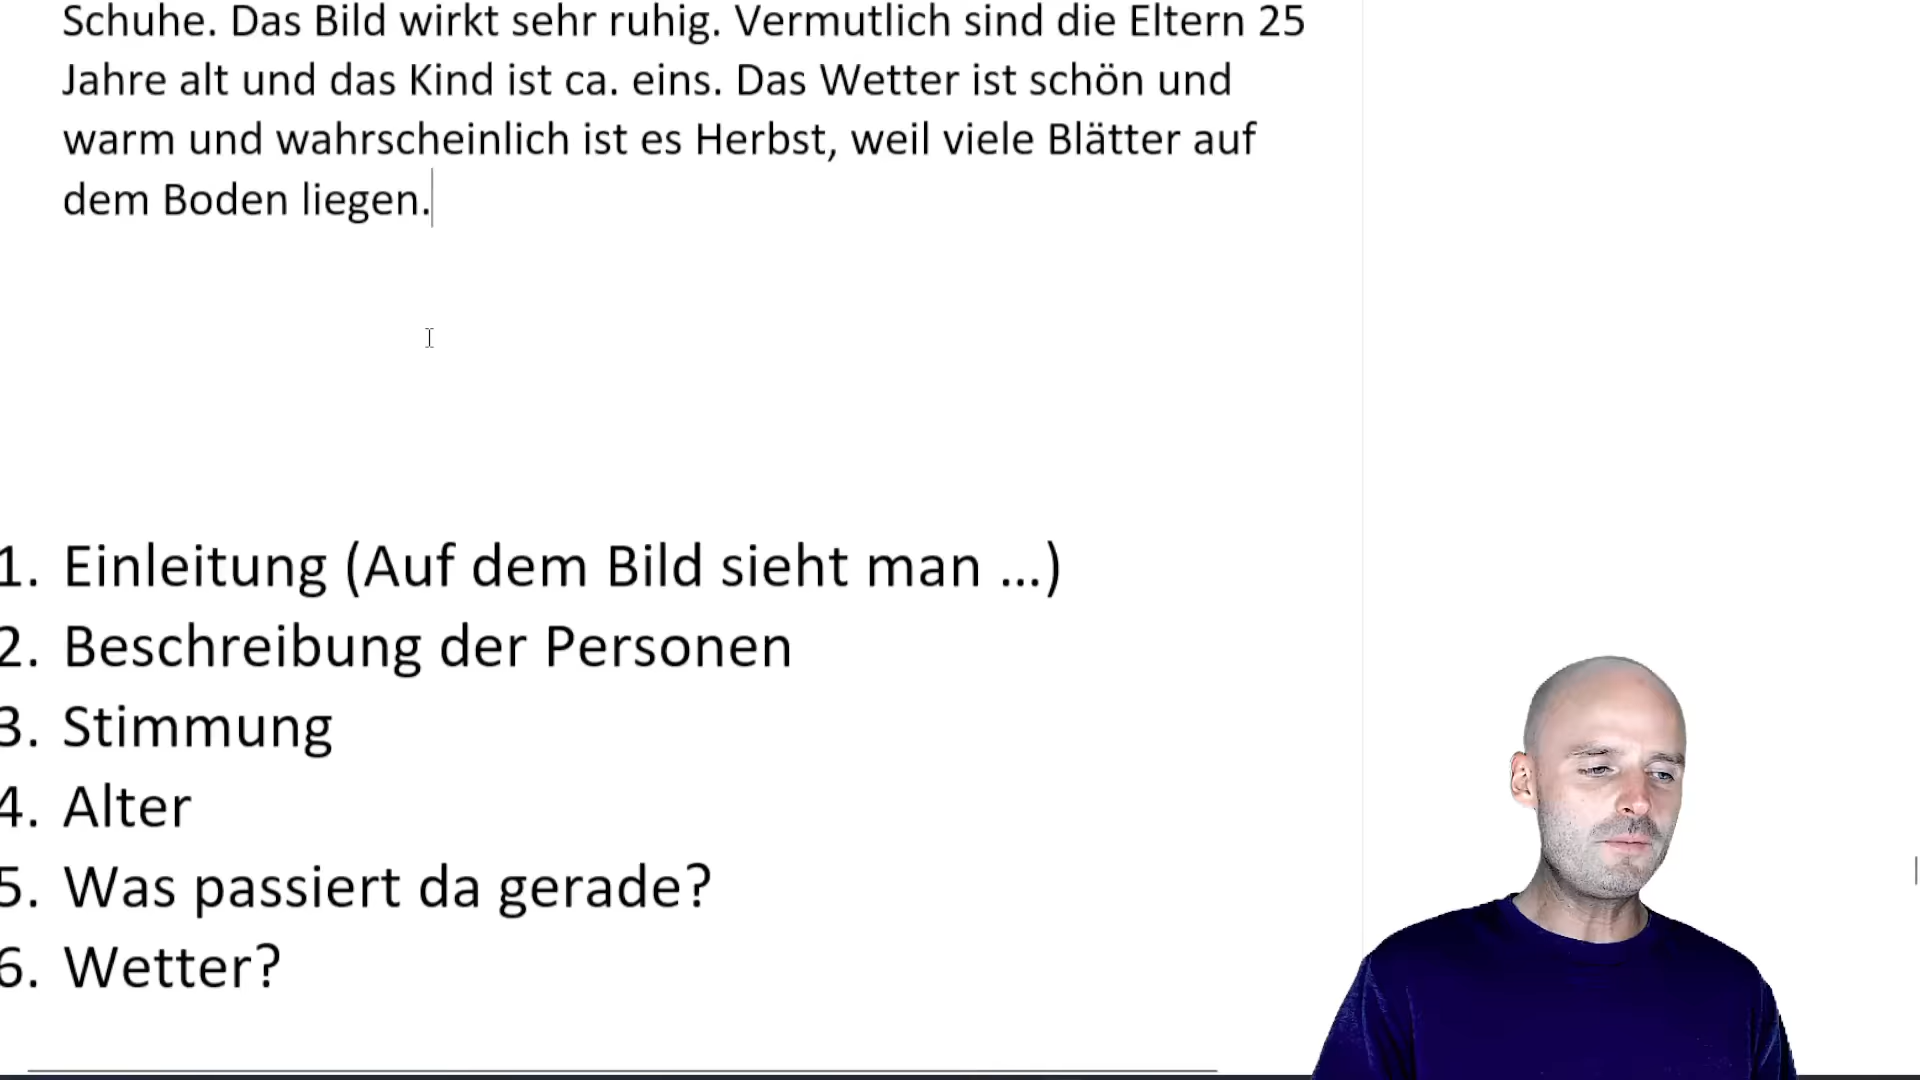 Schuhe. Das Bild wirkt sehr ruhig. Vermutlich sind die Eltern 25
Jahre alt und das Kind ist ca. eins. Das Wetter ist schön und
warm und wahrscheinlich ist es Herbst, weil viele Blätter auf
dem Boden liegen.
1. Einleitung (Auf dem Bild sieht man ...)
2. Beschreibung der Personen
3. Stimmung
4. Alter
5. Was passiert da gerade?
6. Wetter?